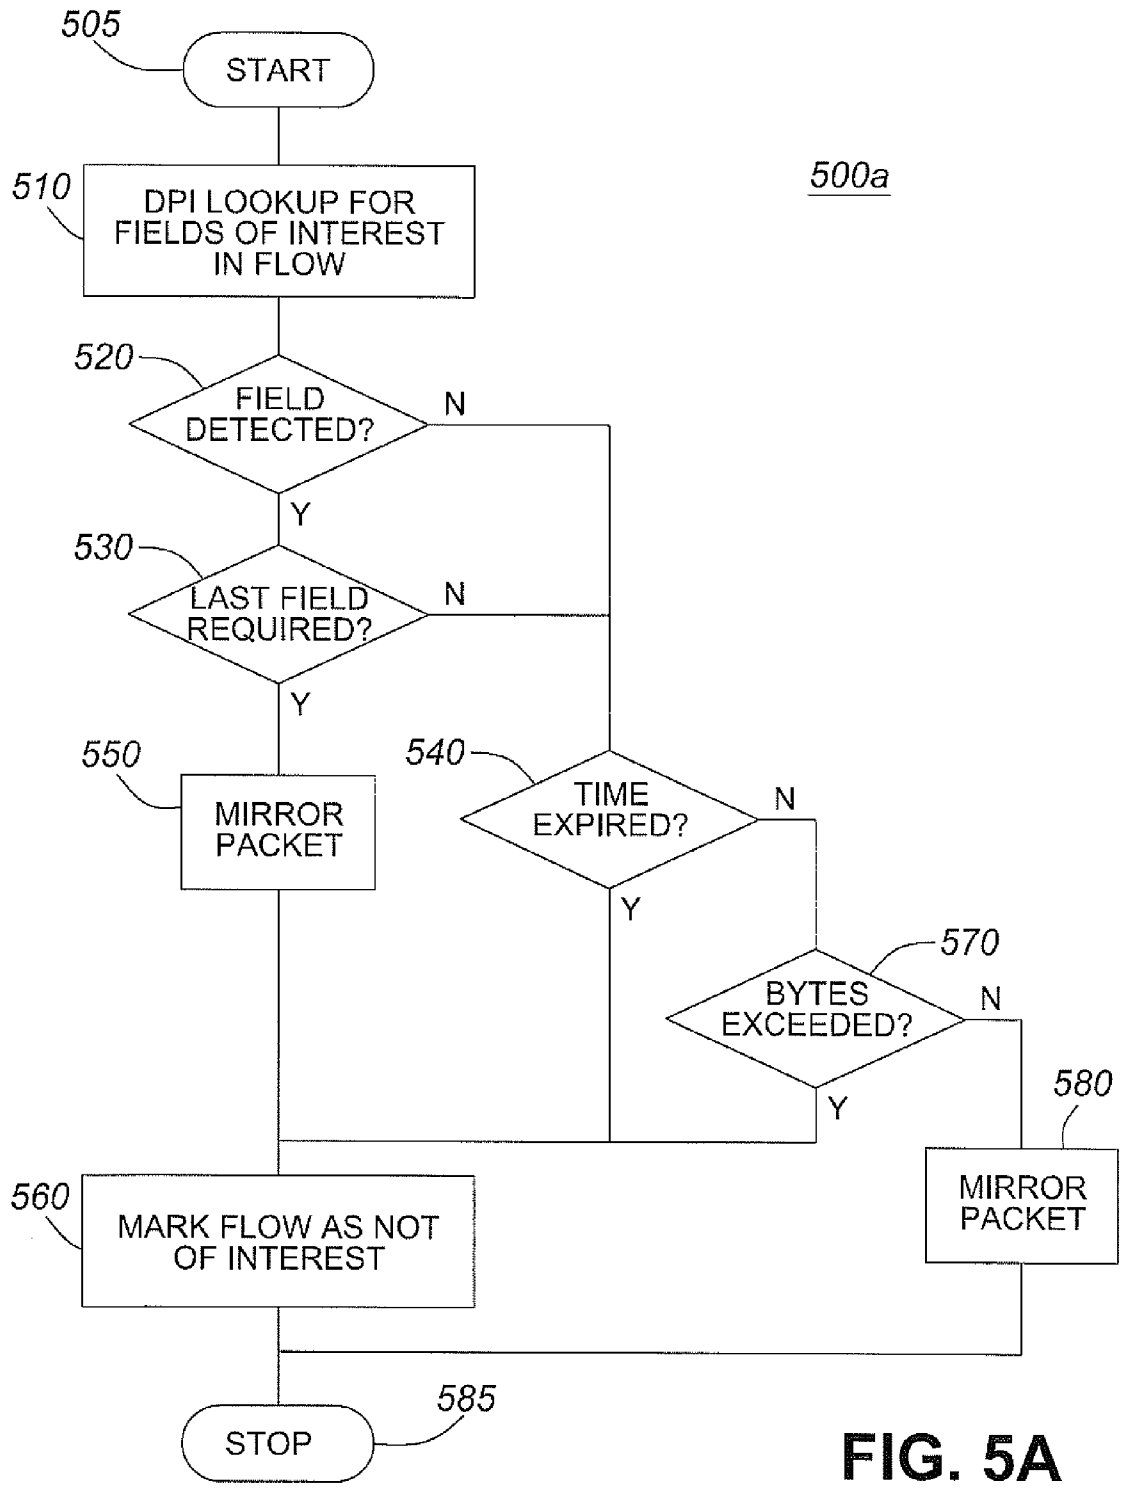 505
START
500a
510
DPI LOOKUP FOR
FIELDS OF INTEREST
IN FLOW
520
FIELD
DETECTED?
N
Y
530
LAST FIELD
REQUIRED?
N
Y
550
MIRROR
PACKET
540
TIME
EXPIRED?
N
Y
570
BYTES
EXCEEDED?
N
Y
580
MIRROR
PACKET
560
MARK FLOW AS NOT
OF INTEREST
585
STOP
FIG. 5A